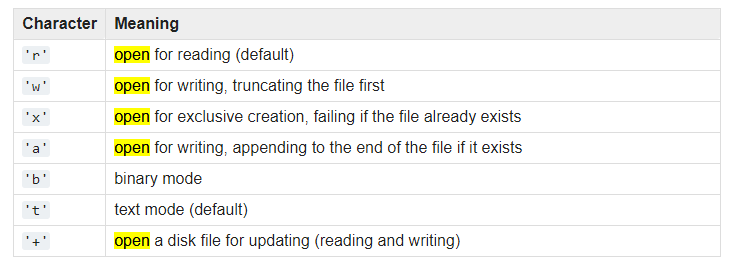 Character Meaning
'r' open for reading (default)
'w' open for writing, truncating the file first
'x' open for exclusive creation, failing if the file already exists
'a' open for writing, appending to the end of the file if it exists
'b' binary mode
't' text mode (default)
'+' open a disk file for updating (reading and writing)